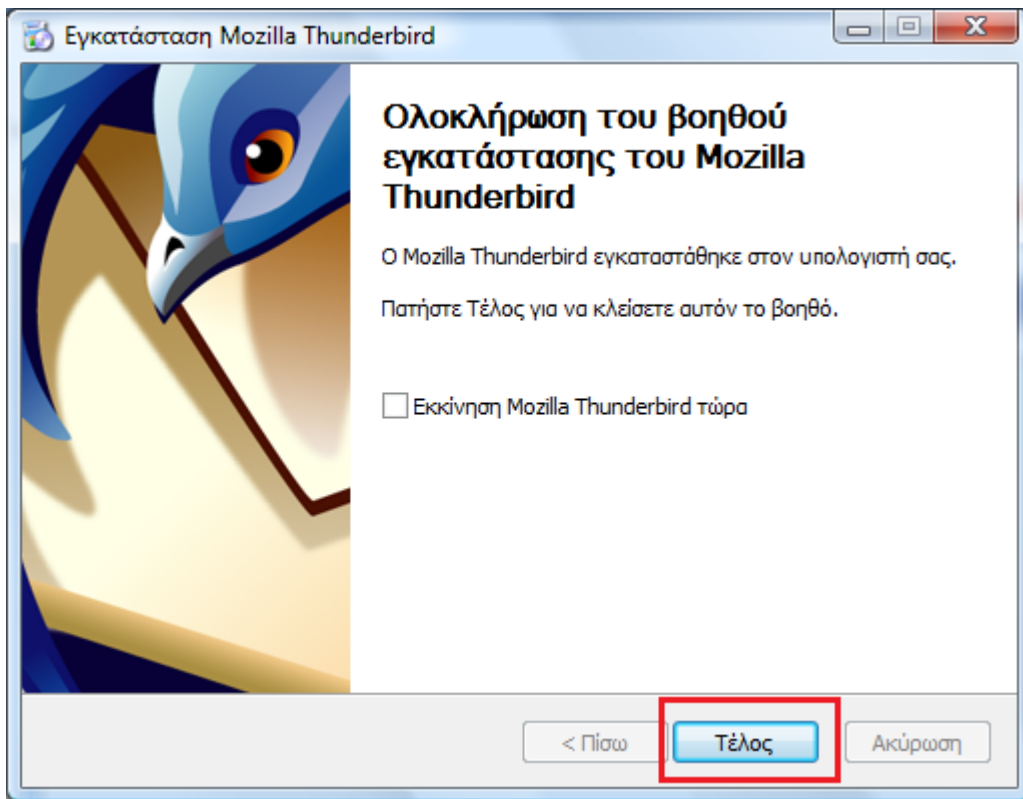 Εγκατάσταση Mozilla Thunderbird
Ολοκλήρωση του βοηθού
εγκατάστασης του Mozilla
Thunderbird
Ο Mozilla Thunderbird εγκαταστάθηκε στον υπολογιστή σας.
Πατήστε Τέλος για να κλείσετε αυτόν το βοηθό.
Εκκίνηση Mozilla Thunderbird τώρα
< Πίσω Τέλος Ακύρωση